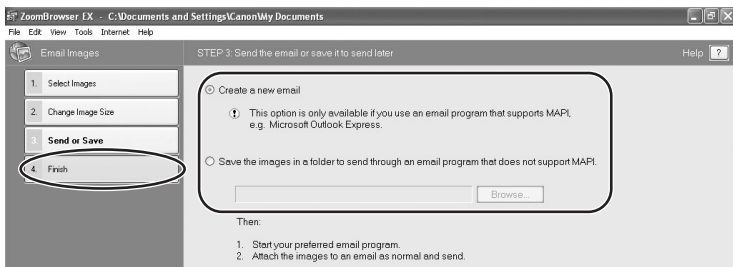 ZoomBrowser EX - C:\Documents and Settings\Canon\My Documents
File Edit View Tools Internet Help
Email Images
STEP 3: Send the email or save it to send later
Help ?
1. Select Images
2. Change Image Size
3. Send or Save
4. Finish
Create a new email
This option is only available if you use an email program that supports MAPI,
e.g. Microsoft Outlook Express.
Save the images in a folder to send through an email program that does not support MAPI.
Browse...
Then:
1. Start your preferred email program.
2. Attach the images to an email as normal and send.